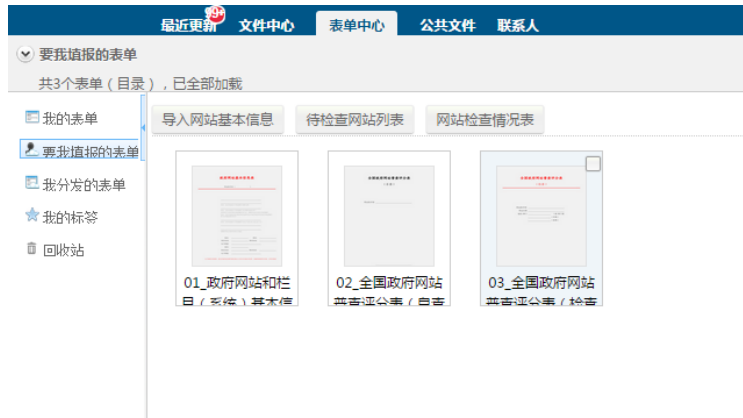 最近更新 99+ 文件中心 表单中心 公共文件 联系人
要我填报的表单
共3个表单（目录），已全部加载
我的表单
要我填报的表单
我分发的表单
我的标签
回收站
导入网站基本信息 待检查网站列表 网站检查情况表
01_政府网站和栏
目（系统）基本信
02_全国政府网站
普查评分表（自查
03_全国政府网站
普查评分表（检查